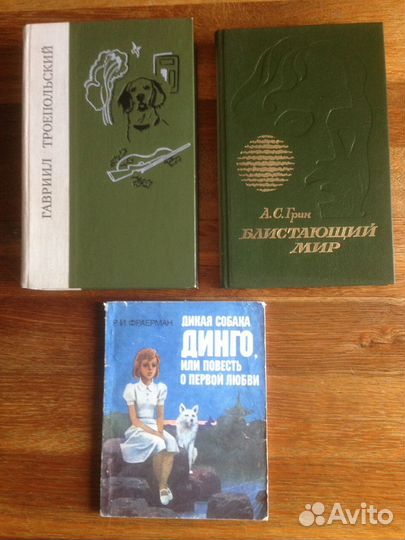 ГАВРИИЛ ТРОЕПОЛЬСКИЙ
А.С.Грин
БЛИСТАЮЩИЙ
МИР
Р.И.ФРАЕРМАН
ДИКАЯ СОБАКА
ДИНГО,
ИЛИ ПОВЕСТЬ
О ПЕРВОЙ ЛЮБВИ
Avito